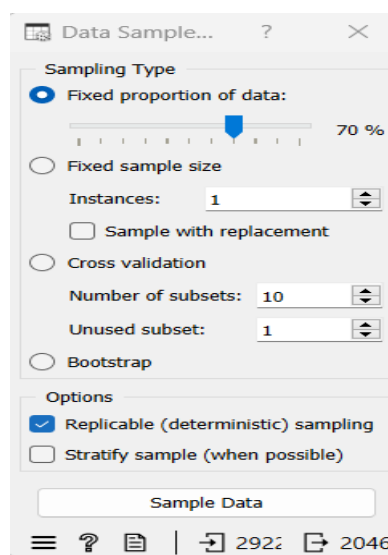 Data Sample... ?
Sampling Type
Fixed proportion of data:
70 %
Fixed sample size
Instances: 1
Sample with replacement
Cross validation
Number of subsets: 10
Unused subset: 1
Bootstrap
Options
Replicable (deterministic) sampling
Stratify sample (when possible)
Sample Data
? 2922 2046